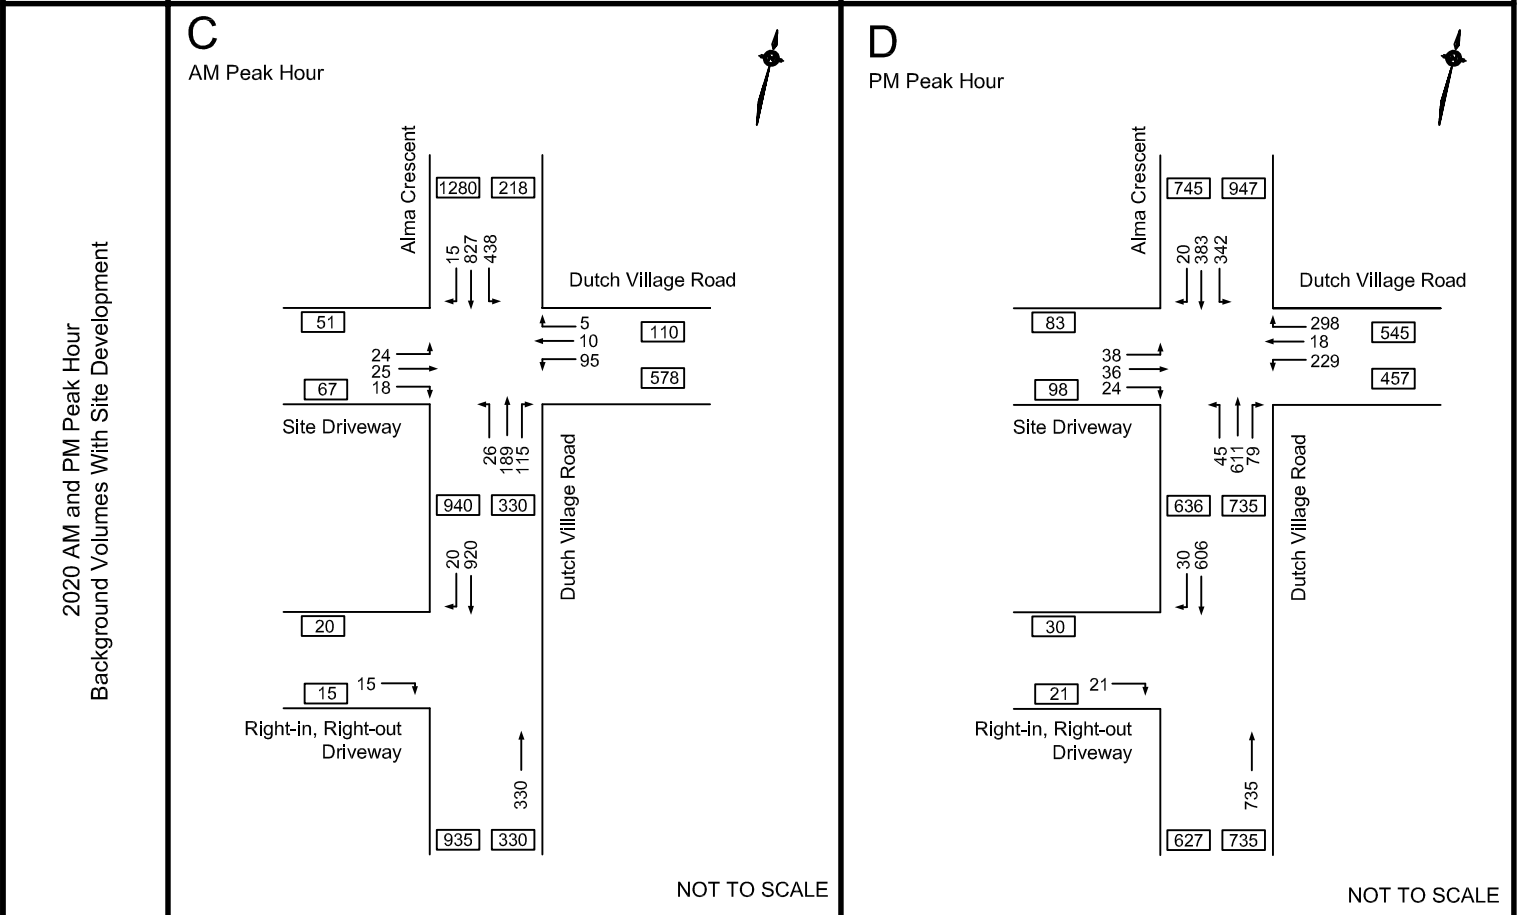 2020 AM and PM Peak Hour
Background Volumes With Site Development
C
AM Peak Hour
Alma Crescent
1280 218
15 827 438
Dutch Village Road
51
5
10
95
110
578
24
25
18
67
Site Driveway
26 189 115
Dutch Village Road
940 330
20 920
20
15
15
Right-in, Right-out
Driveway
330
935 330
NOT TO SCALE
D
PM Peak Hour
Alma Crescent
745 947
20 383 342
Dutch Village Road
83
298
18
229
545
457
38
36
24
98
Site Driveway
45 611 79
Dutch Village Road
636 735
30 606
30
21
21
Right-in, Right-out
Driveway
735
627 735
NOT TO SCALE